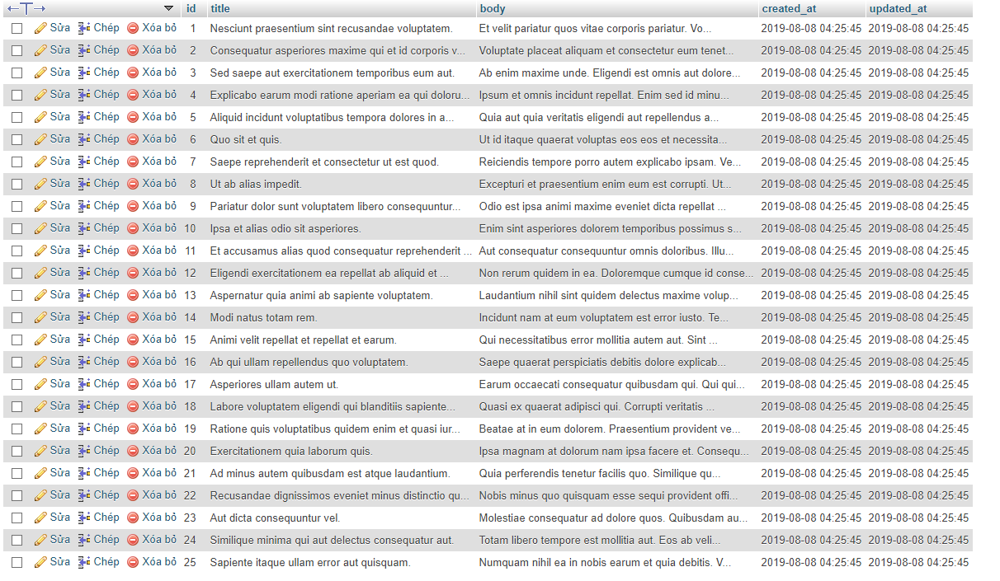 id title body created_at updated_at
Sửa Chép Xóa bỏ 1 Nesciunt praesentium sint recusandae voluptatem. Et velit pariatur quos vitae corporis pariatur. Vo... 2019-08-08 04:25:45 2019-08-08 04:25:45
Sửa Chép Xóa bỏ 2 Consequatur asperiores maxime qui et id corporis v... Voluptate placeat aliquam et consectetur eum tenet... 2019-08-08 04:25:45 2019-08-08 04:25:45
Sửa Chép Xóa bỏ 3 Sed saepe aut exercitationem temporibus eum aut. Ab enim maxime unde. Eligendi est omnis aut dolore... 2019-08-08 04:25:45 2019-08-08 04:25:45
Sửa Chép Xóa bỏ 4 Explicabo earum modi ratione aperiam ea qui doloru... Ipsum et omnis incidunt repellat. Enim sed id minu... 2019-08-08 04:25:45 2019-08-08 04:25:45
Sửa Chép Xóa bỏ 5 Aliquid incidunt voluptatibus tempora dolores in a... Quia aut quia veritatis eligendi aut repellendus a... 2019-08-08 04:25:45 2019-08-08 04:25:45
Sửa Chép Xóa bỏ 6 Quo sit et quis. Ut id itaque quaerat voluptas eos eos et necessita... 2019-08-08 04:25:45 2019-08-08 04:25:45
Sửa Chép Xóa bỏ 7 Saepe reprehenderit et consectetur ut est quod. Reiciendis tempore porro autem explicabo ipsam. Ve... 2019-08-08 04:25:45 2019-08-08 04:25:45
Sửa Chép Xóa bỏ 8 Ut ab alias impedit. Excepturi et praesentium enim eum est corrupti. Ut... 2019-08-08 04:25:45 2019-08-08 04:25:45
Sửa Chép Xóa bỏ 9 Pariatur dolor sunt voluptatem libero consequuntur... Odio est ipsa animi maxime eveniet dicta repellat ... 2019-08-08 04:25:45 2019-08-08 04:25:45
Sửa Chép Xóa bỏ 10 Ipsa et alias odio sit asperiores. Enim sint asperiores dolorem temporibus possimus s... 2019-08-08 04:25:45 2019-08-08 04:25:45
Sửa Chép Xóa bỏ 11 Et accusamus alias quod consequatur reprehenderit ... Aut consequatur consequuntur omnis doloribus. Illu... 2019-08-08 04:25:45 2019-08-08 04:25:45
Sửa Chép Xóa bỏ 12 Eligendi exercitationem ea repellat ab aliquid et ... Non rerum quidem in ea. Doloremque cumque id conse... 2019-08-08 04:25:45 2019-08-08 04:25:45
Sửa Chép Xóa bỏ 13 Aspernatur quia animi ab sapiente voluptatem. Laudantium nihil sint quidem delectus maxime volup... 2019-08-08 04:25:45 2019-08-08 04:25:45
Sửa Chép Xóa bỏ 14 Modi natus totam rem. Incidunt nam at eum voluptatem est error iusto. Te... 2019-08-08 04:25:45 2019-08-08 04:25:45
Sửa Chép Xóa bỏ 15 Animi velit repellat et repellat et earum. Qui necessitatibus error mollitia autem aut. Sint ... 2019-08-08 04:25:45 2019-08-08 04:25:45
Sửa Chép Xóa bỏ 16 Ab qui ullam repellendus quo voluptatem. Saepe quaerat perspiciatis debitis dolore explicab... 2019-08-08 04:25:45 2019-08-08 04:25:45
Sửa Chép Xóa bỏ 17 Asperiores ullam autem ut. Earum occaecati consequatur quibusdam qui. Qui qui... 2019-08-08 04:25:45 2019-08-08 04:25:45
Sửa Chép Xóa bỏ 18 Labore voluptatem eligendi qui blanditiis sapiente... Quasi ex quaerat adipisci qui. Corrupti veritatis ... 2019-08-08 04:25:45 2019-08-08 04:25:45
Sửa Chép Xóa bỏ 19 Ratione quis voluptatibus quidem enim et quasi iur... Beatae at in eum dolorem. Praesentium provident ve... 2019-08-08 04:25:45 2019-08-08 04:25:45
Sửa Chép Xóa bỏ 20 Exercitationem quia laborum quis. Ipsa magnam at dolorum nam ipsa facere et. Consequ... 2019-08-08 04:25:45 2019-08-08 04:25:45
Sửa Chép Xóa bỏ 21 Ad minus autem quibusdam est atque laudantium. Quia perferendis tenetur facilis quo. Similique qu... 2019-08-08 04:25:45 2019-08-08 04:25:45
Sửa Chép Xóa bỏ 22 Recusandae dignissimos eveniet minus distinctio qu... Nobis minus quo quisquam esse sequi provident offi... 2019-08-08 04:25:45 2019-08-08 04:25:45
Sửa Chép Xóa bỏ 23 Aut dicta consequuntur vel. Molestiae consequatur ad dolore quos. Quibusdam au... 2019-08-08 04:25:45 2019-08-08 04:25:45
Sửa Chép Xóa bỏ 24 Similique minima qui aut delectus consequatur aut. Totam libero tempore est mollitia aut. Eos ab veli... 2019-08-08 04:25:45 2019-08-08 04:25:45
Sửa Chép Xóa bỏ 25 Sapiente itaque ullam error aut quisquam. Numquam nihil ea in nobis earum et quia debitis. V... 2019-08-08 04:25:45 2019-08-08 04:25:45